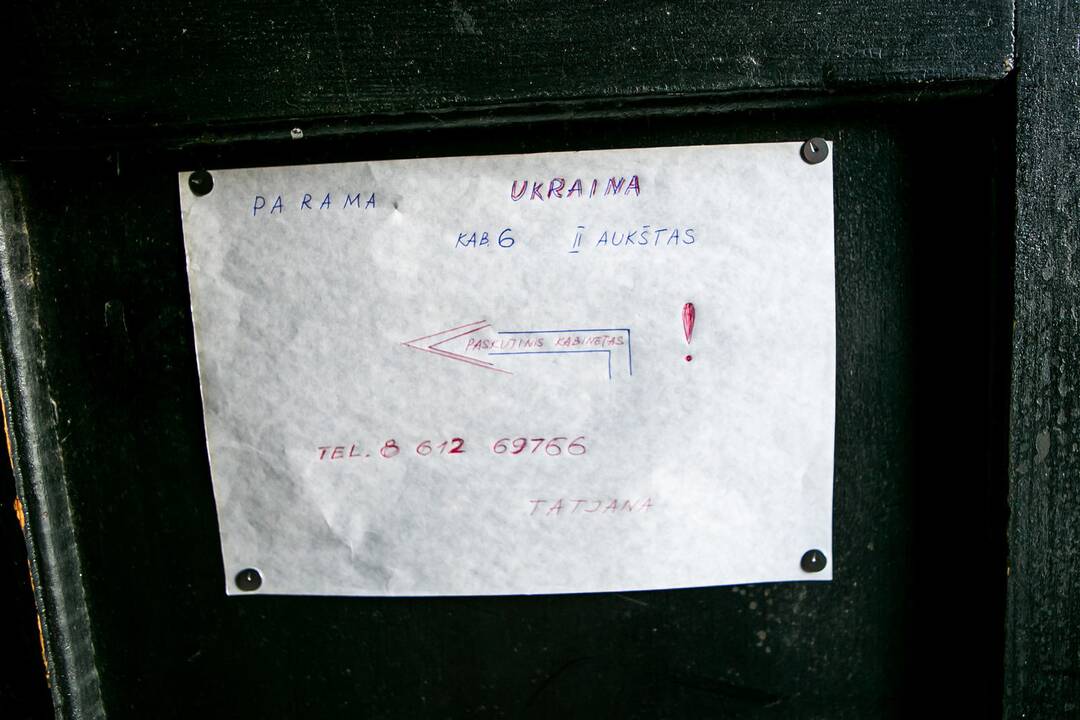 PARAMA UKRAINA
KAB. 6 II AUKŠTAS
PASKUTINIS KABINETAS !
TEL. 8 612 69766
TATJANA